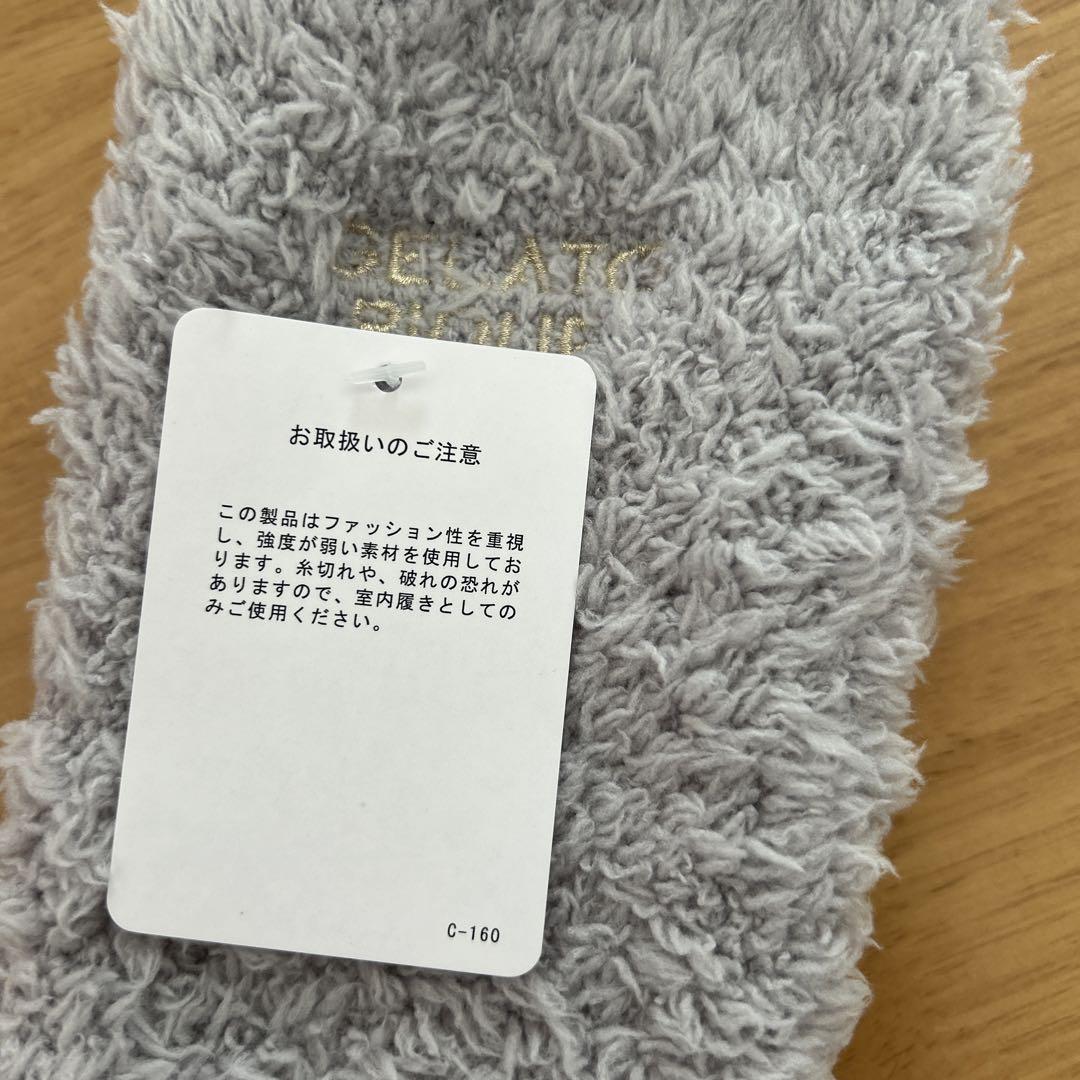 GELATO
PIQUE
お取扱いのご注意
この製品はファッション性を重視
し、強度が弱い素材を使用してお
ります。糸切れや、破れの恐れが
ありますので、室内履きとしての
みご使用ください。
C-160